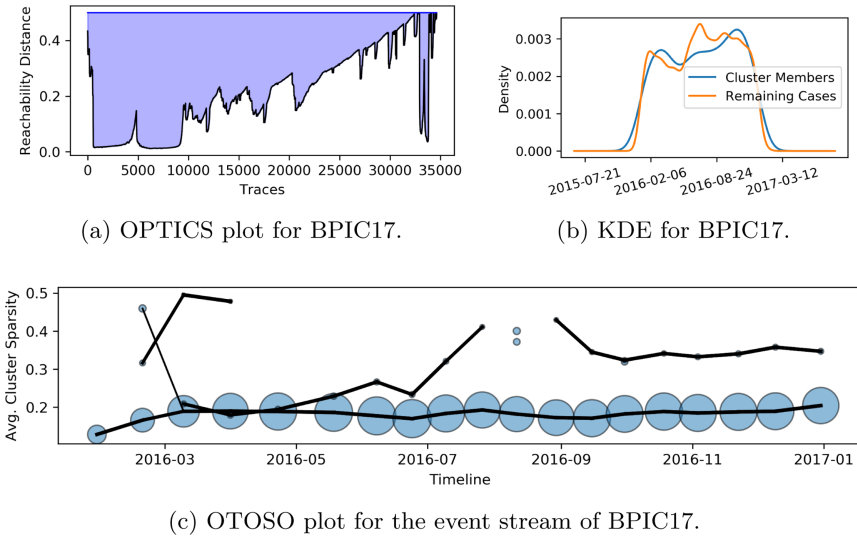 Reachability Distance
0.4
0.2
0.0
0 5000 10000 15000 20000 25000 30000 35000
Traces
(a) OPTICS plot for BPIC17.
Density
0.003
0.002
0.001
0.000
Cluster Members
Remaining Cases
2015-07-21 2016-02-06 2016-08-24 2017-03-12
(b) KDE for BPIC17.
Avg. Cluster Sparsity
0.5
0.4
0.3
0.2
2016-03 2016-05 2016-07 2016-09 2016-11 2017-01
Timeline
(c) OTOSO plot for the event stream of BPIC17.